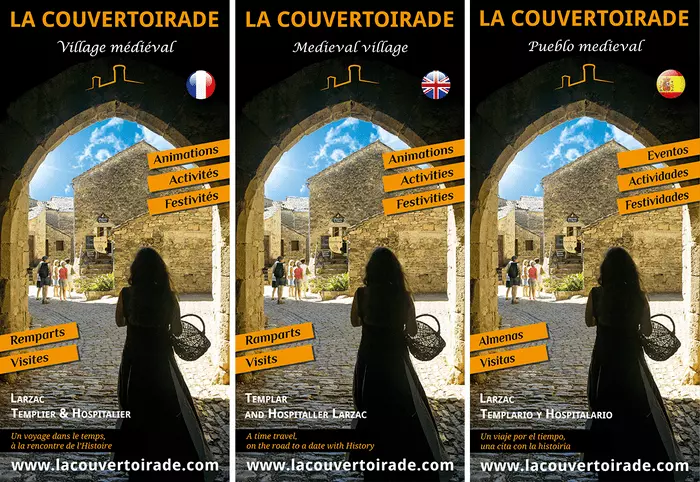 LA COUVERTOIRADE
Village médiéval
Animations
Activités
Festivités
Remparts
Visites
LARZAC
TEMPLIER & HOSPITALIER
Un voyage dans le temps,
à la rencontre de l'Histoire
www.lacouvertoirade.com
LA COUVERTOIRADE
Medieval village
Animations
Activities
Festivities
Ramparts
Visits
TEMPLAR
AND HOSPITALLER LARZAC
A time travel,
on the road to a date with History
www.lacouvertoirade.com
LA COUVERTOIRADE
Pueblo medieval
Eventos
Actividades
Festividades
Almenas
Visitas
LARZAC
TEMPLARIO Y HOSPITALARIO
Un viaje por el tiempo,
una cita con la histoiria
www.lacouvertoirade.com